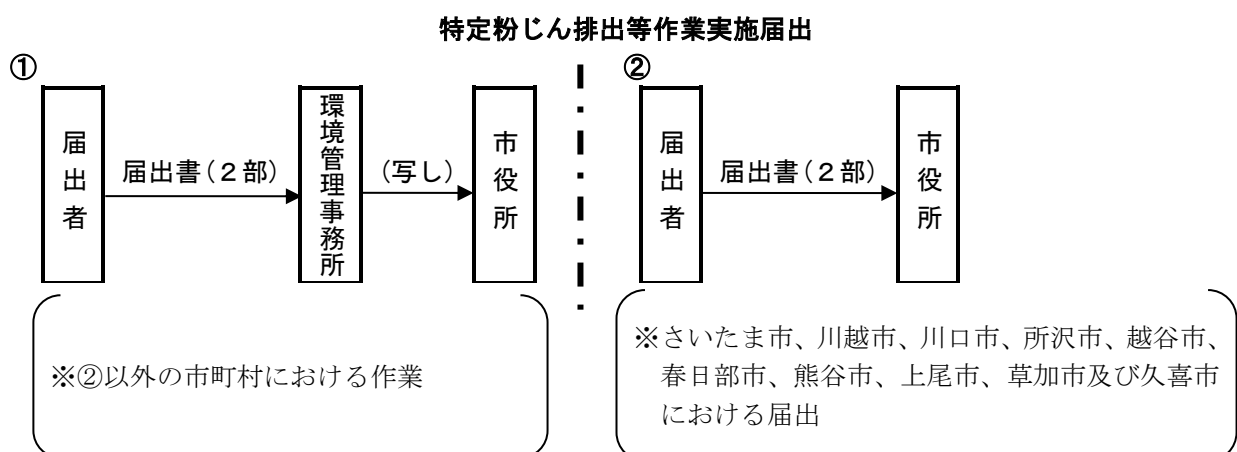 特定粉じん排出等作業実施届出
①
届出者
届出書(2部)
環境管理事務所
(写し)
市役所
※②以外の市町村における作業
②
届出者
届出書(2部)
市役所
※さいたま市、川越市、川口市、所沢市、越谷市、
春日部市、熊谷市、上尾市、草加市及び久喜市
における届出